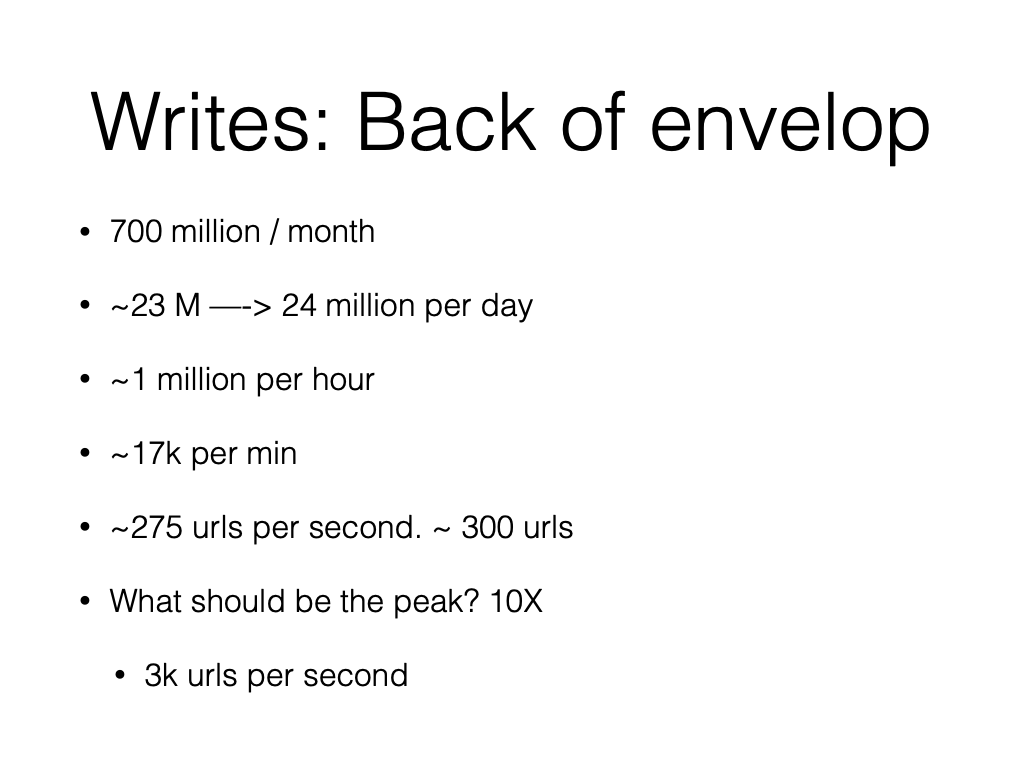 Writes: Back of envelop
• 700 million / month
• ~23 M —-> 24 million per day
• ~1 million per hour
• ~17k per min
• ~275 urls per second. ~ 300 urls
• What should be the peak? 10X
• 3k urls per second